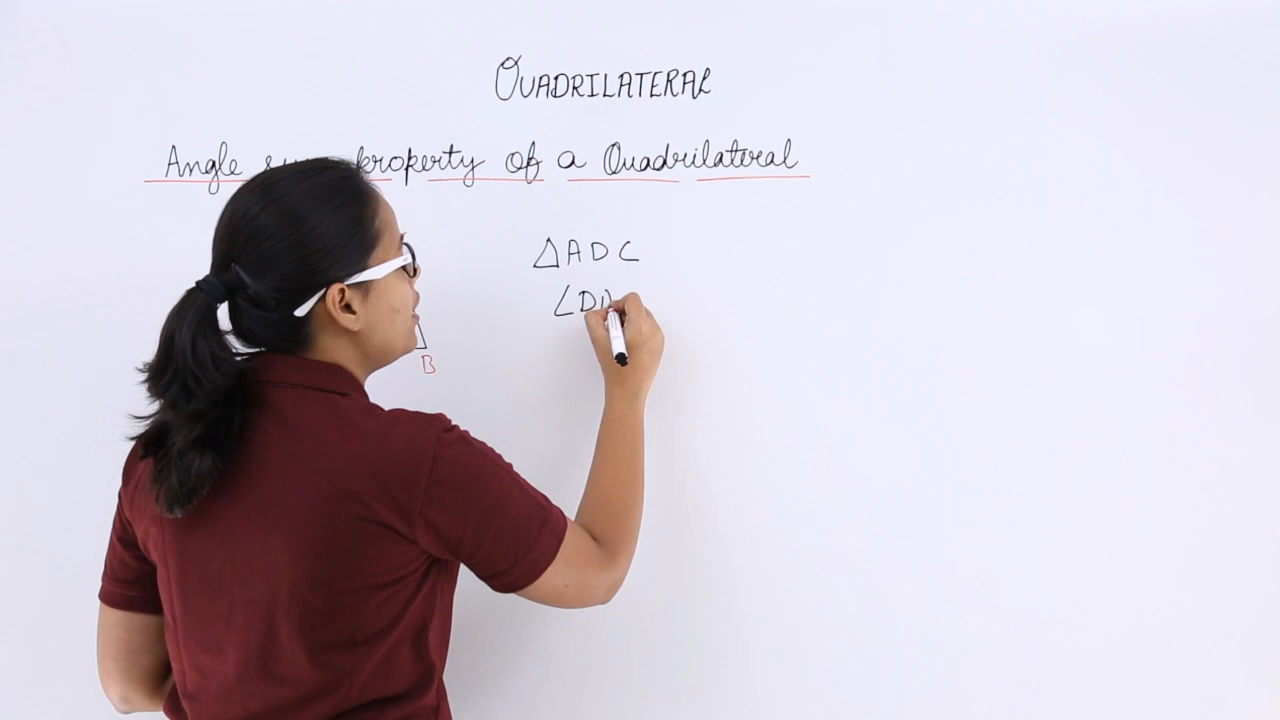 QUADRILATERAL
Angle property of a Quadrilateral
△ADC
∠D
B